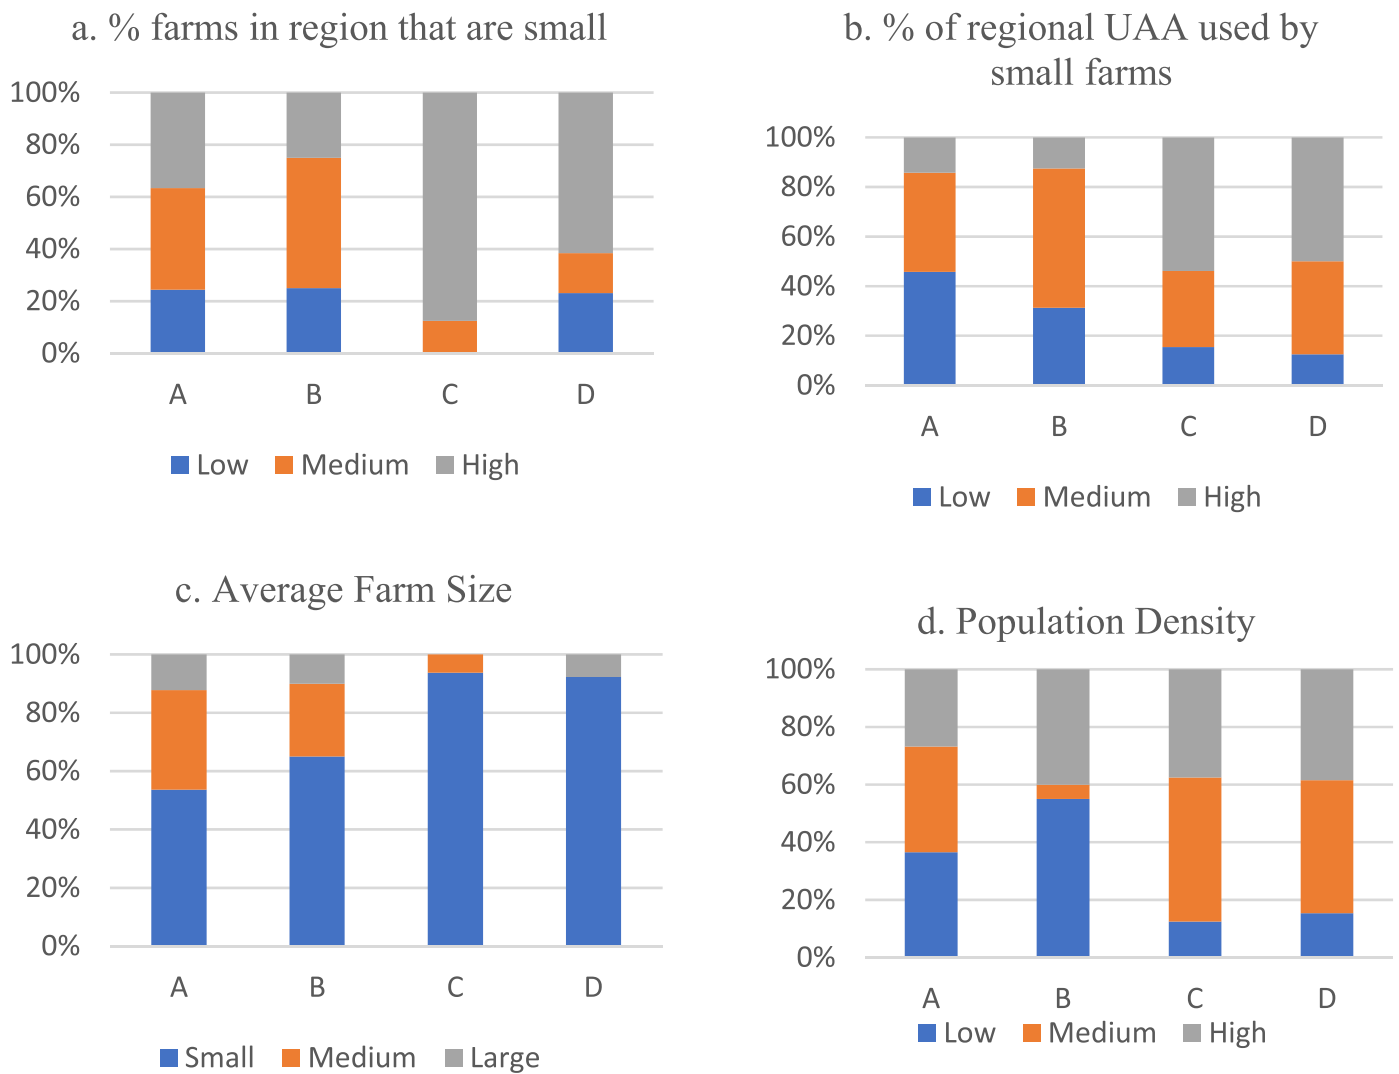 a. % farms in region that are small
100%
80%
60%
40%
20%
0%
A B C D
Low Medium High
b. % of regional UAA used by
small farms
100%
80%
60%
40%
20%
0%
A B C D
Low Medium High
c. Average Farm Size
100%
80%
60%
40%
20%
0%
A B C D
Small Medium Large
d. Population Density
100%
80%
60%
40%
20%
0%
A B C D
Low Medium High